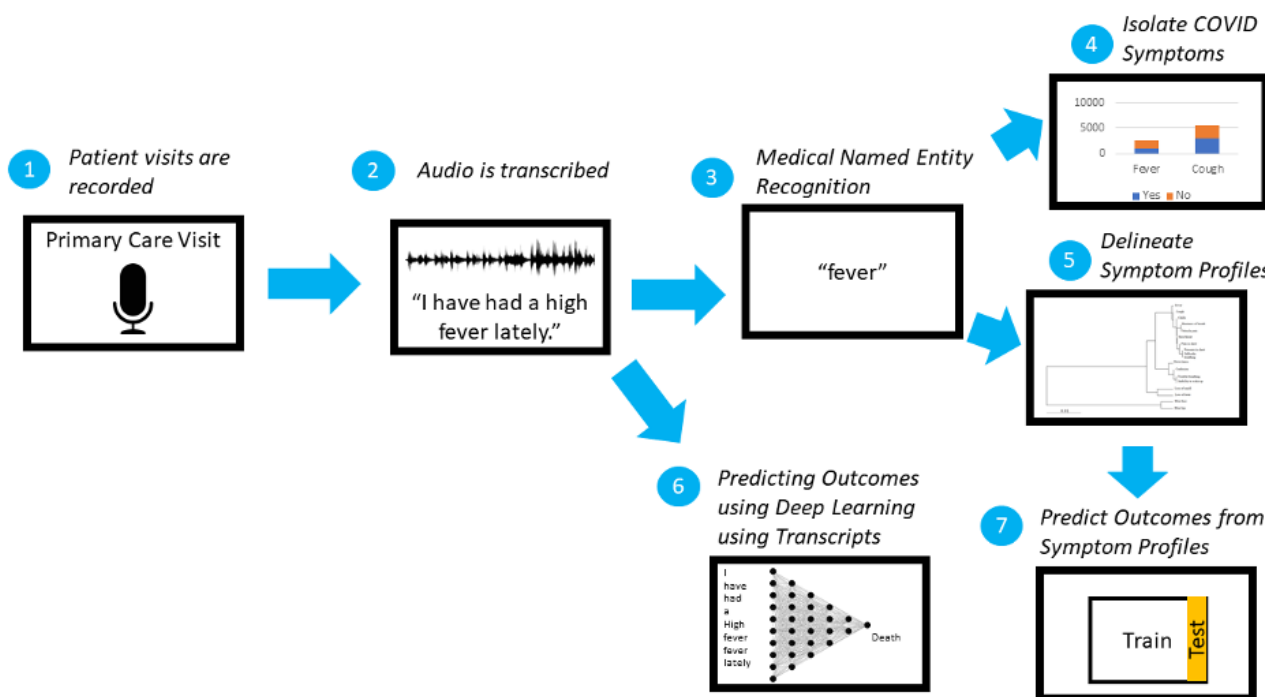 1
Patient visits are
recorded
Primary Care Visit
2
Audio is transcribed
“I have had a high
fever lately.”
3
Medical Named Entity
Recognition
“fever”
4
Isolate COVID
Symptoms
10000
5000
0
Fever
Cough
Yes
No
5
Delineate
Symptom Profiles
6
Predicting Outcomes
using Deep Learning
using Transcripts
I
have
had
a
High
fever
fever
lately
Death
7
Predict Outcomes from
Symptom Profiles
Train
Test